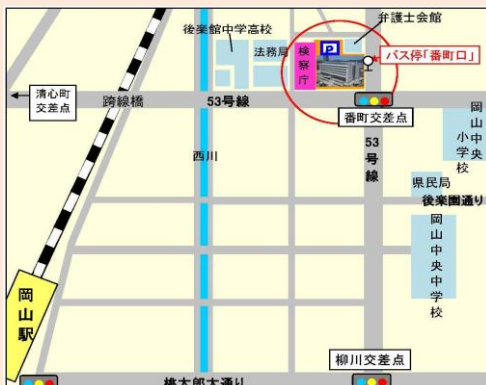 弁護士会館
後楽館中学高校
法務局
検察庁
P
バス停「番町口」
清心町
交差点
跨線橋
53号線
番町交差点
岡山中央
小学校
西川
53号線
県民局
後楽園通り
岡山中央中学校
岡山駅
柳川交差点
桃太郎大通り